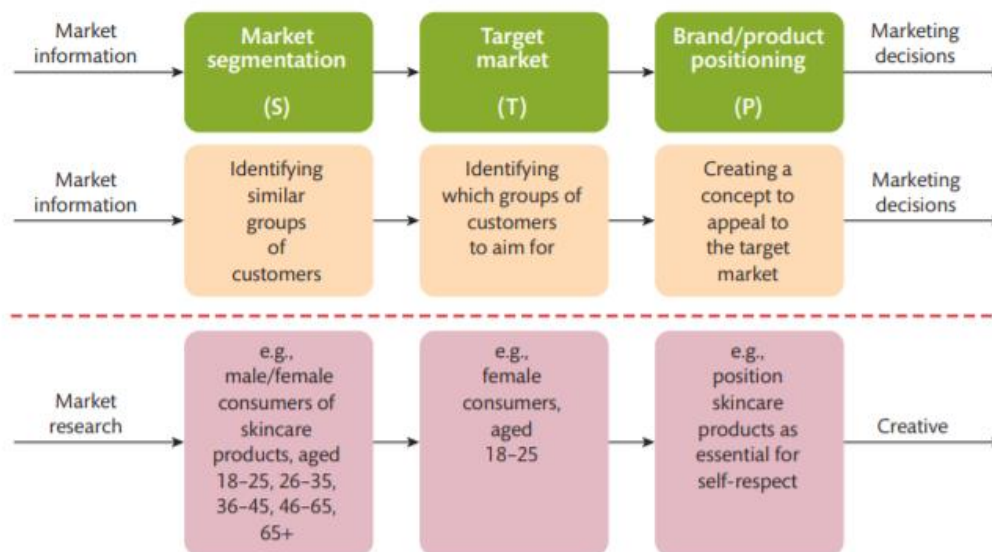 Market
information
Market
segmentation
(S)
Target
market
(T)
Brand/product
positioning
(P)
Marketing
decisions
Market
information
Identifying
similar
groups
of
customers
Identifying
which groups of
customers
to aim for
Creating a
concept to
appeal to
the target
market
Marketing
decisions
Market
research
e.g.,
male/female
consumers of
skincare
products, aged
18–25, 26–35,
36–45, 46–65,
65+
e.g.,
female
consumers,
aged
18–25
e.g.,
position
skincare
products as
essential for
self-respect
Creative